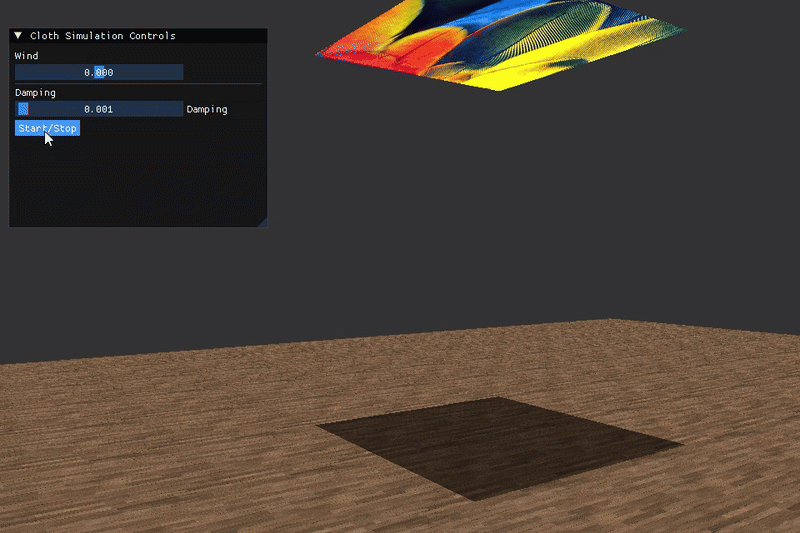 Cloth Simulation Controls
Wind
0.000
Damping
0.001 Damping
Start/Stop